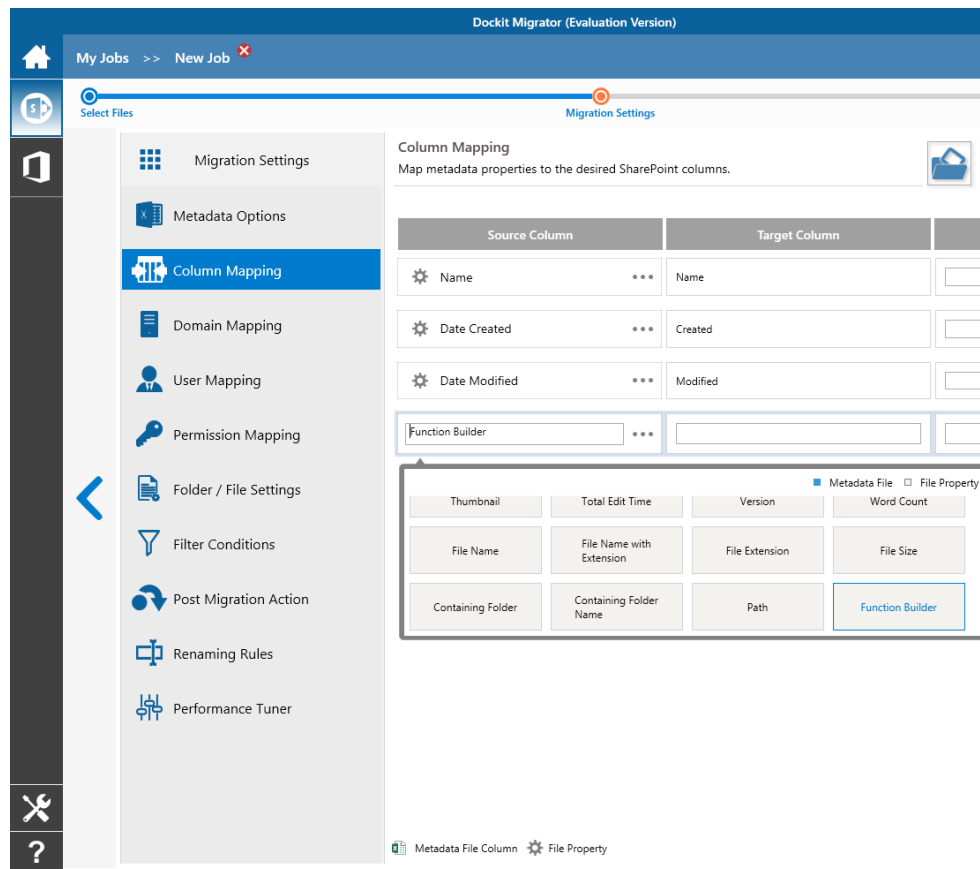 Dockit Migrator (Evaluation Version)
My Jobs >> New Job
Select Files
Migration Settings
Migration Settings
Metadata Options
Column Mapping
Domain Mapping
User Mapping
Permission Mapping
Folder / File Settings
Filter Conditions
Post Migration Action
Renaming Rules
Performance Tuner
Column Mapping
Map metadata properties to the desired SharePoint columns.
Source Column Target Column
Name ••• Name
Date Created ••• Created
Date Modified ••• Modified
Function Builder •••
Metadata File File Property
Thumbnail Total Edit Time Version Word Count
File Name File Name with
Extension File Extension File Size
Containing Folder Containing Folder
Name Path Function Builder
Metadata File Column File Property
?